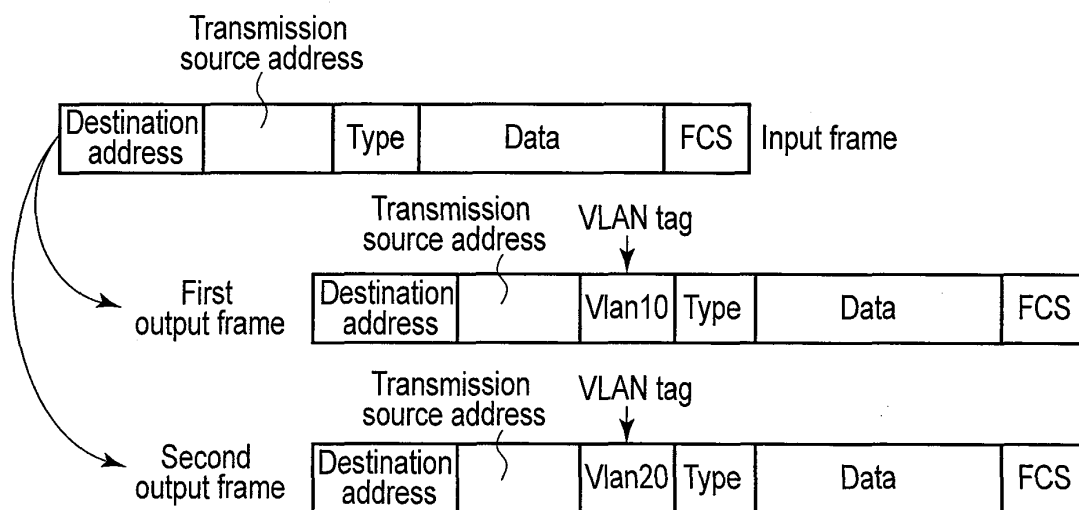 Transmission
source address
Destination
address
Type
Data
FCS
Input frame
Transmission
source address
VLAN tag
First
output frame
Destination
address
Vlan10
Type
Data
FCS
Transmission
source address
VLAN tag
Second
output frame
Destination
address
Vlan20
Type
Data
FCS